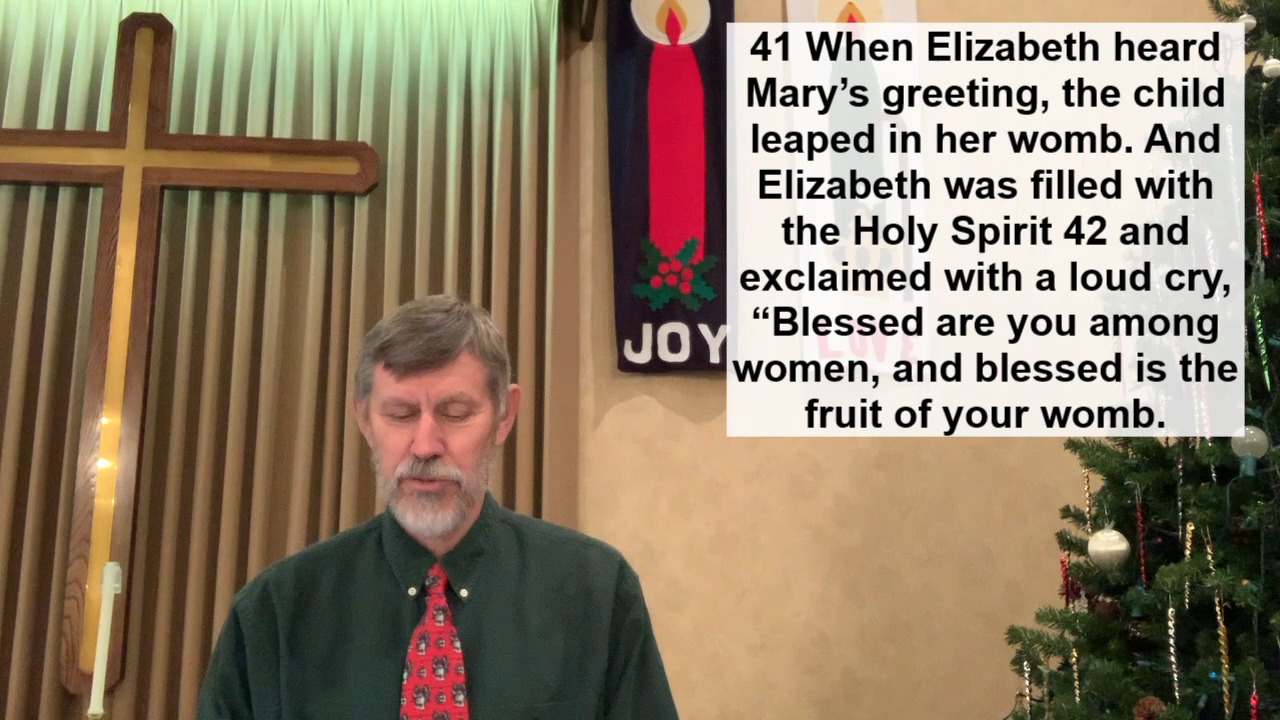 41 When Elizabeth heard
Mary’s greeting, the child
leaped in her womb. And
Elizabeth was filled with
the Holy Spirit 42 and
exclaimed with a loud cry,
“Blessed are you among
women, and blessed is the
fruit of your womb.
JOY
LOVE